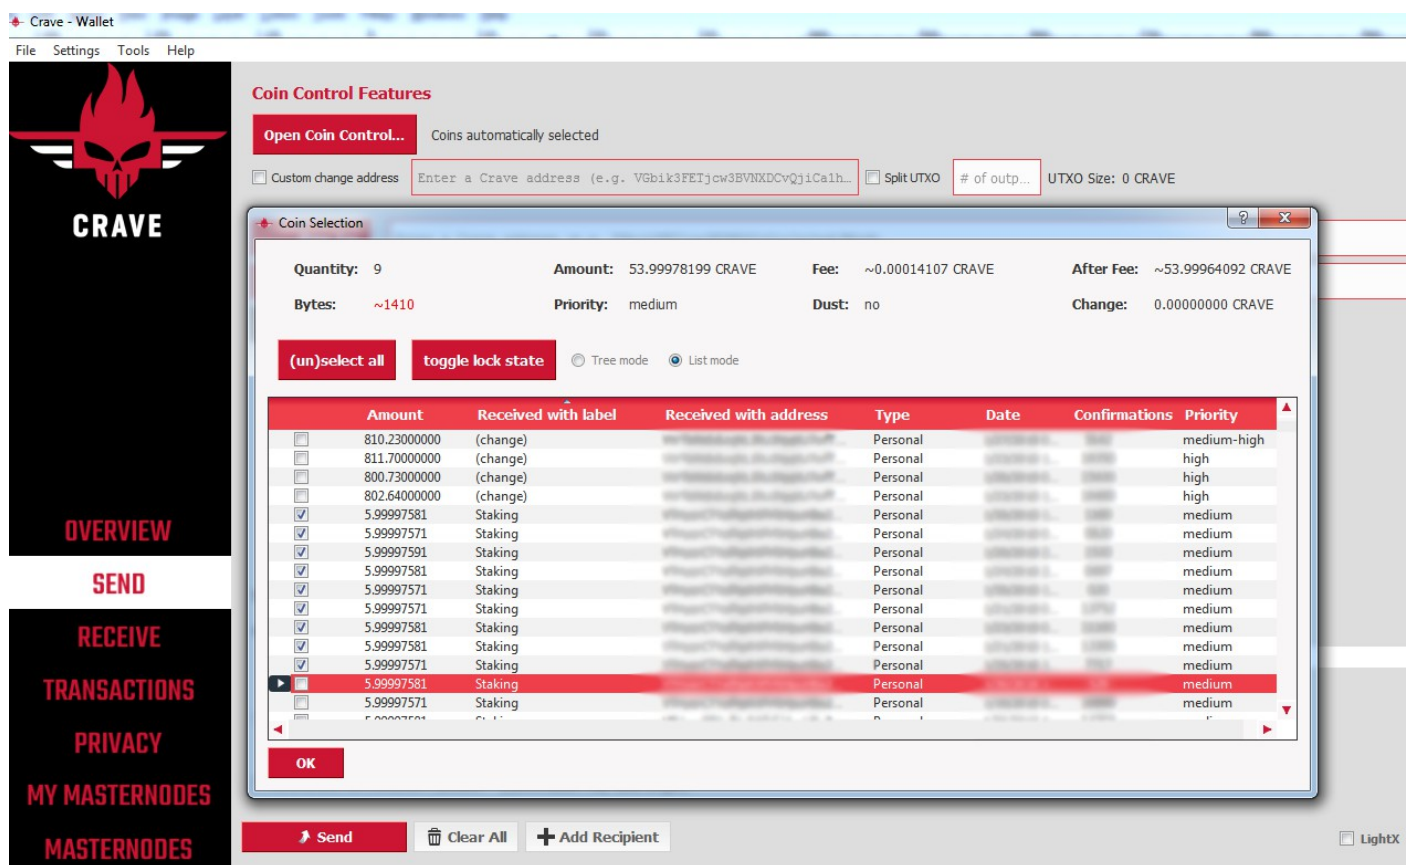 Crave - Wallet
File Settings Tools Help
CRAVE
OVERVIEW
SEND
RECEIVE
TRANSACTIONS
PRIVACY
MY MASTERNODES
MASTERNODES
Coin Control Features
Open Coin Control... Coins automatically selected
Custom change address Enter a Crave address (e.g. VGbik3FETjcw3BVNXDCvQjiCa1h… Split UTXO # of outp... UTXO Size: 0 CRAVE
Coin Selection
Quantity: 9 Amount: 53.99978199 CRAVE Fee: ~0.00014107 CRAVE After Fee: ~53.99964092 CRAVE
Bytes: ~1410 Priority: medium Dust: no Change: 0.00000000 CRAVE
(un)select all toggle lock state Tree mode List mode
Amount Received with label Received with address Type Date Confirmations Priority
810.23000000 (change) Personal medium-high
811.70000000 (change) Personal high
800.73000000 (change) Personal high
802.64000000 (change) Personal high
5.99997581 Staking Personal medium
5.99997571 Staking Personal medium
5.99997591 Staking Personal medium
5.99997581 Staking Personal medium
5.99997571 Staking Personal medium
5.99997571 Staking Personal medium
5.99997581 Staking Personal medium
5.99997581 Staking Personal medium
5.99997571 Staking Personal medium
5.99997581 Staking Personal medium
5.99997571 Staking Personal medium
OK
Send Clear All Add Recipient LightX